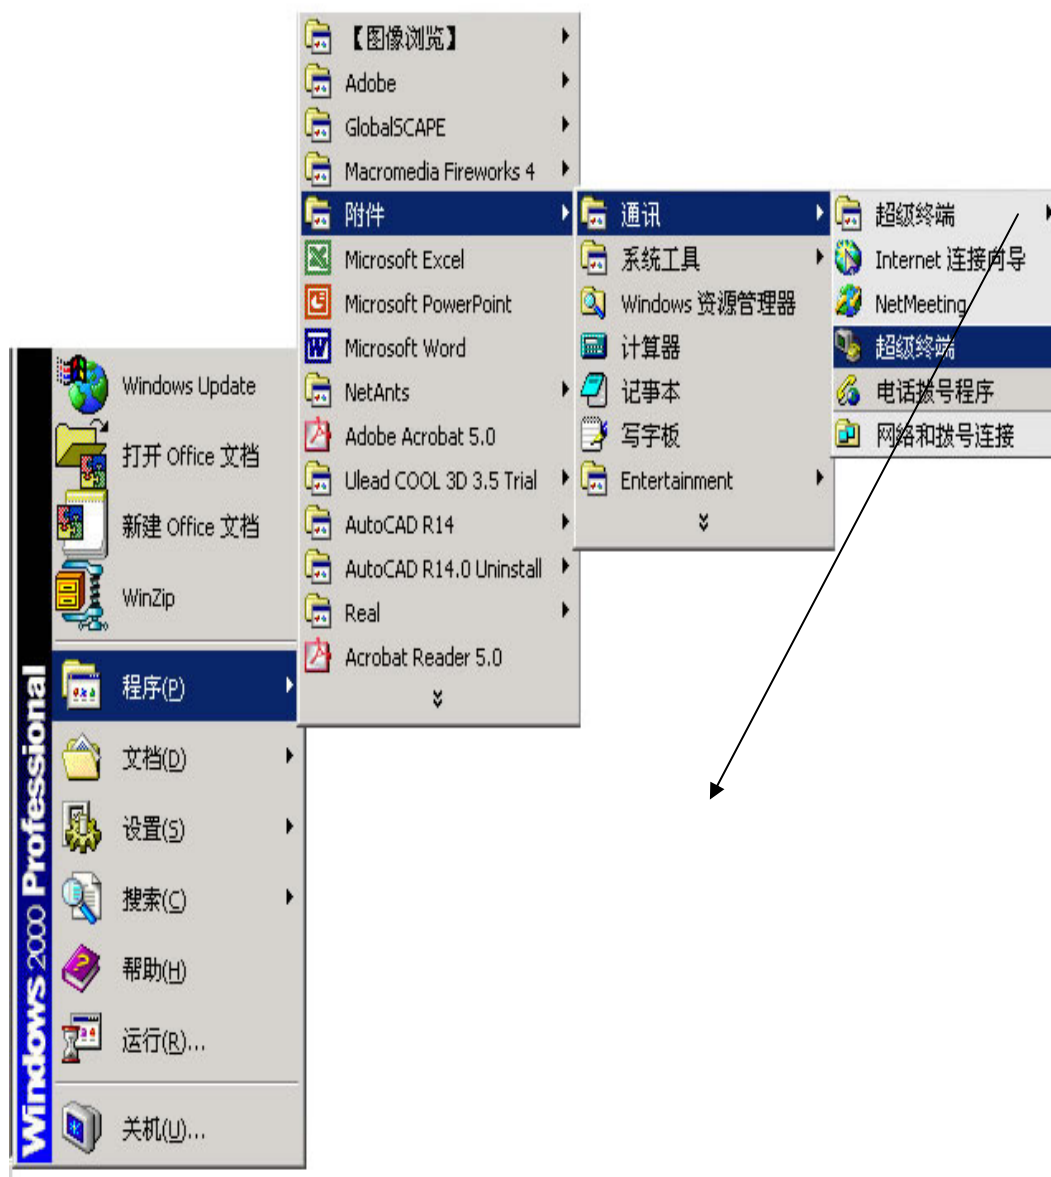 【图像浏览】
Adobe
GlobalSCAPE
Macromedia Fireworks 4
附件
Microsoft Excel
Microsoft PowerPoint
Microsoft Word
NetAnts
Adobe Acrobat 5.0
Ulead COOL 3D 3.5 Trial
AutoCAD R14
AutoCAD R14.0 Uninstall
Real
Acrobat Reader 5.0
通讯
系统工具
Windows 资源管理器
计算器
记事本
写字板
Entertainment
超级终端
Internet 连接向导
NetMeeting
超级终端
电话拨号程序
网络和拨号连接
Windows Update
打开 Office 文档
新建 Office 文档
WinZip
程序(P)
文档(D)
设置(S)
搜索(C)
帮助(H)
运行(R)...
关机(U)...
Windows 2000 Professional